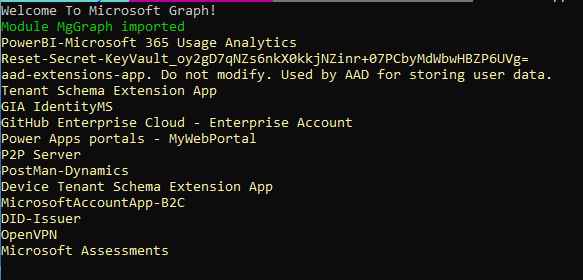 Welcome To Microsoft Graph!
Module MgGraph imported
PowerBI-Microsoft 365 Usage Analytics
Reset-Secret-KeyVault_oy2gD7qNZs6nkX0kkjNZinr+07PCbyMdWbwHBZP6UVg=
aad-extensions-app. Do not modify. Used by AAD for storing user data.
Tenant Schema Extension App
GIA IdentityMS
GitHub Enterprise Cloud - Enterprise Account
Power Apps portals - MyWebPortal
P2P Server
PostMan-Dynamics
Device Tenant Schema Extension App
MicrosoftAccountApp-B2C
DID-Issuer
OpenVPN
Microsoft Assessments